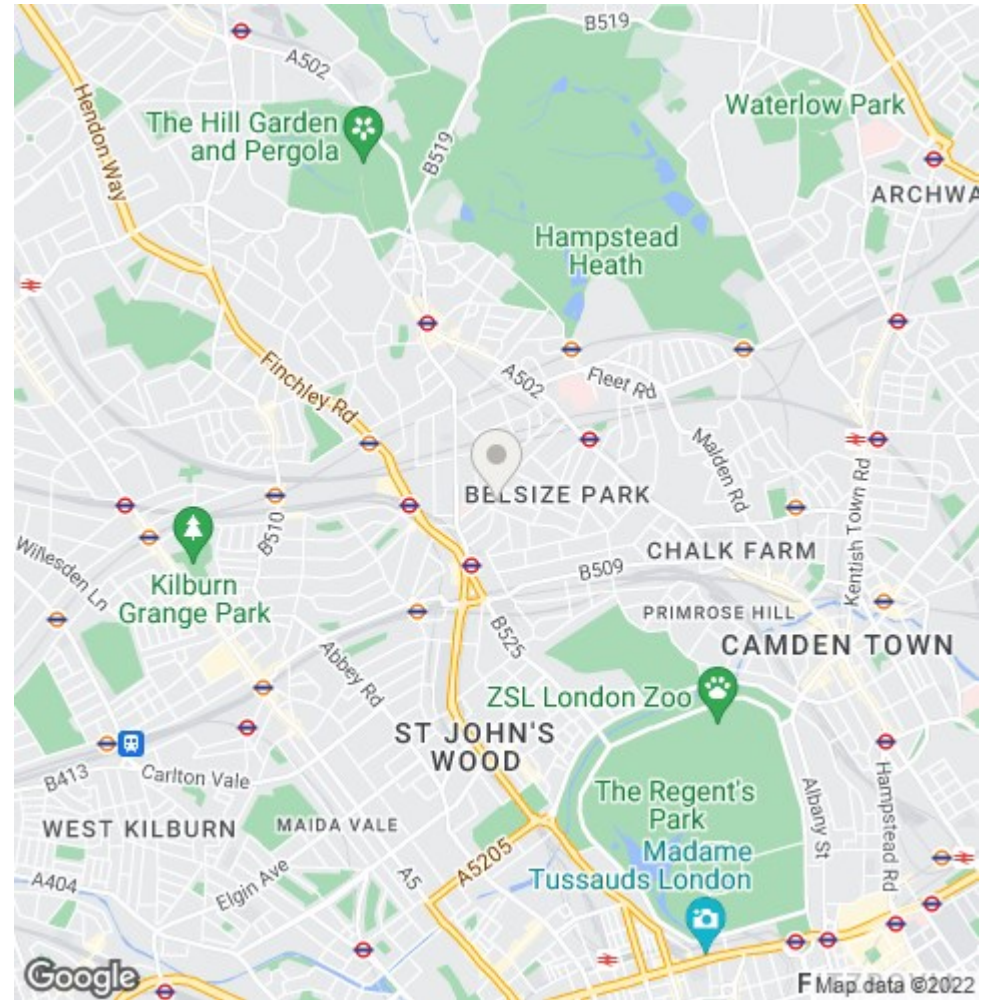 B519
A502
Hendon Way
The Hill Garden
and Pergola
B519
Waterlow Park
ARCHWA
Hampstead
Heath
Finchley Rd
A502
Fleet Rd
Malden Rd
BELSIZE PARK
Kentish Town Rd
B510
Willesden Ln
Kilburn
Grange Park
CHALK FARM
B509
PRIMROSE HILL
B525
CAMDEN TOWN
Abbey Rd
ZSL London Zoo
ST JOHN'S
WOOD
B413
Carlton Vale
The Regent's
Park
Albany St
Hampstead Rd
WEST KILBURN
MAIDA VALE
Madame
Tussauds London
A5205
A404
Elgin Ave
A5
Google
Map data ©2022